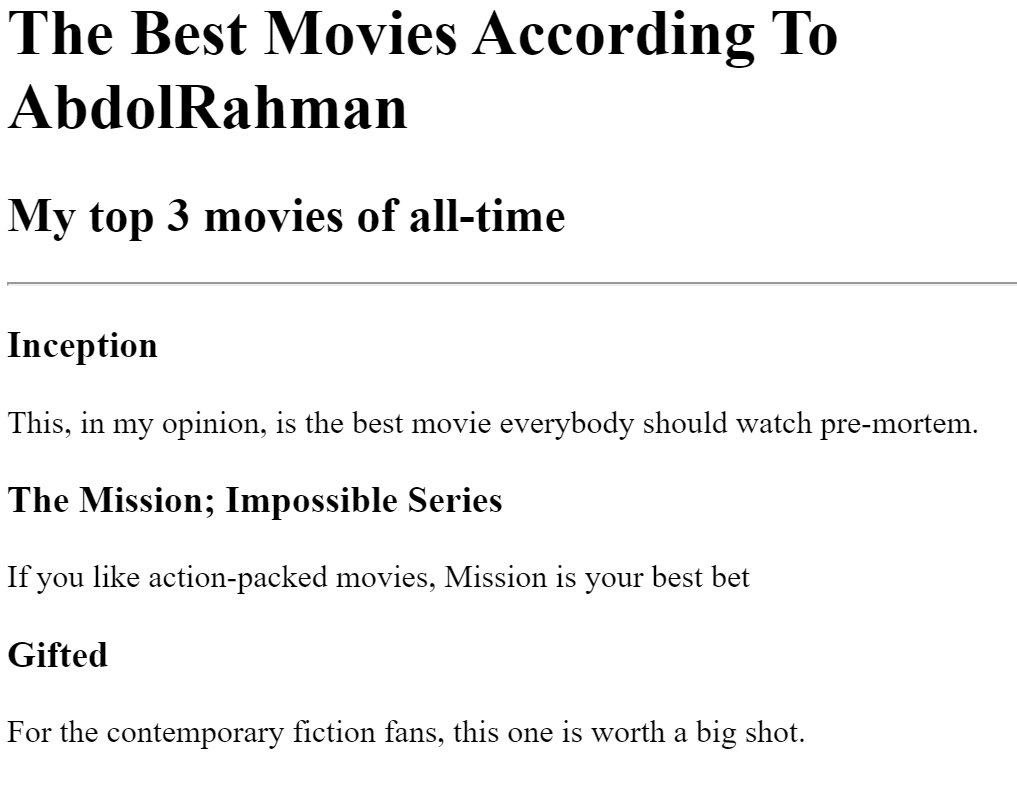 The Best Movies According To
AbdolRahman
My top 3 movies of all-time
Inception
This, in my opinion, is the best movie everybody should watch pre-mortem.
The Mission; Impossible Series
If you like action-packed movies, Mission is your best bet
Gifted
For the contemporary fiction fans, this one is worth a big shot.